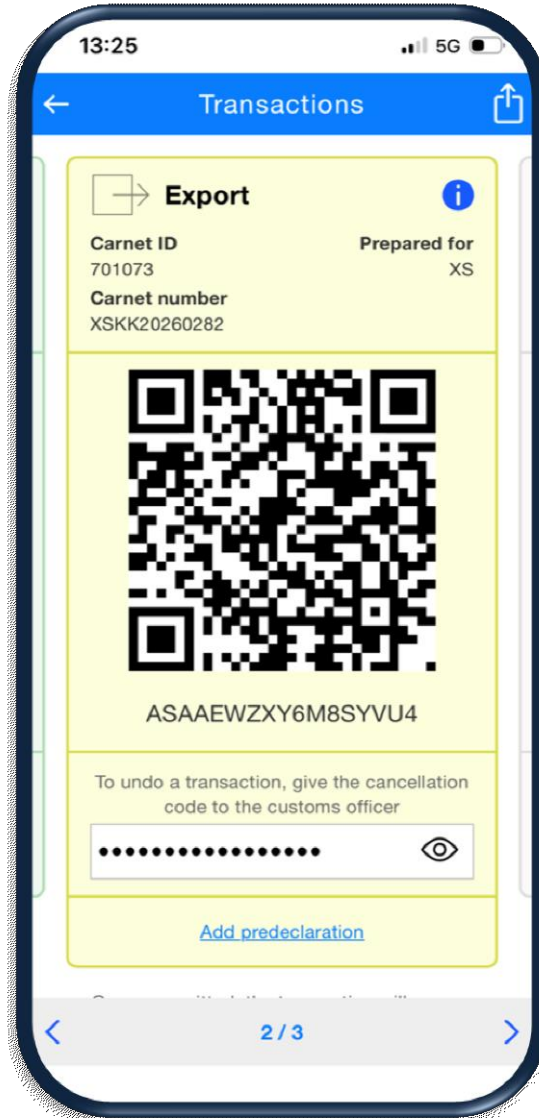 13:25
5G
Transactions
Export
Carnet ID
Prepared for
701073
XS
Carnet number
XSKK20260282
ASAAEWZXY6M8SYVU4
To undo a transaction, give the cancellation
code to the customs officer
•••••••••••••••••
Add predeclaration
2 / 3